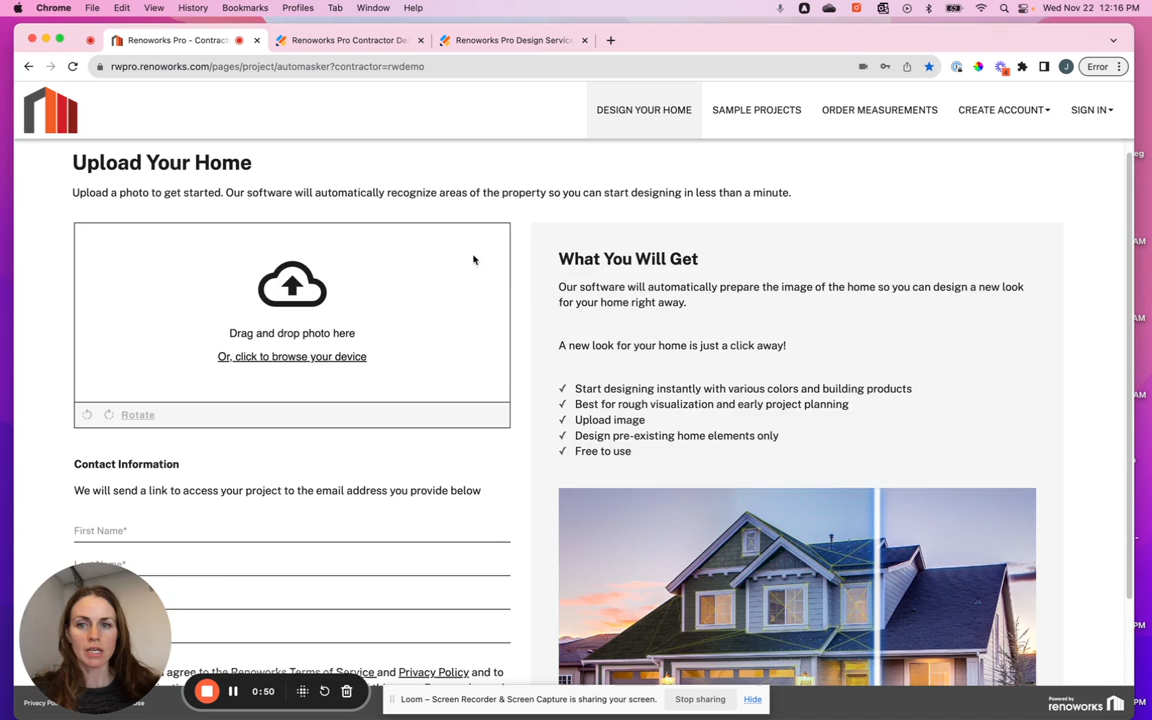 Chrome File Edit View History Bookmarks Profiles Tab Window Help Wed Nov 22 12:16 PM
Renoworks Pro - Contract Renoworks Pro Contractor De Renoworks Pro Design Service
rwpro.renoworks.com/pages/project/automasker?contractor=rwdemo J Error
DESIGN YOUR HOME SAMPLE PROJECTS ORDER MEASUREMENTS CREATE ACCOUNT SIGN IN
Upload Your Home
Upload a photo to get started. Our software will automatically recognize areas of the property so you can start designing in less than a minute.
Drag and drop photo here
Or, click to browse your device
Rotate
Contact Information
We will send a link to access your project to the email address you provide below
First Name*
agree to the Renoworks Terms of Service and Privacy Policy and to
What You Will Get
Our software will automatically prepare the image of the home so you can design a new look
for your home right away.
A new look for your home is just a click away!
✓ Start designing instantly with various colors and building products
✓ Best for rough visualization and early project planning
✓ Upload image
✓ Design pre-existing home elements only
✓ Free to use
0:50
Loom – Screen Recorder & Screen Capture is sharing your screen. Stop sharing Hide
Powered by
renoworks
eg
AM
AM
AM
PM
PM